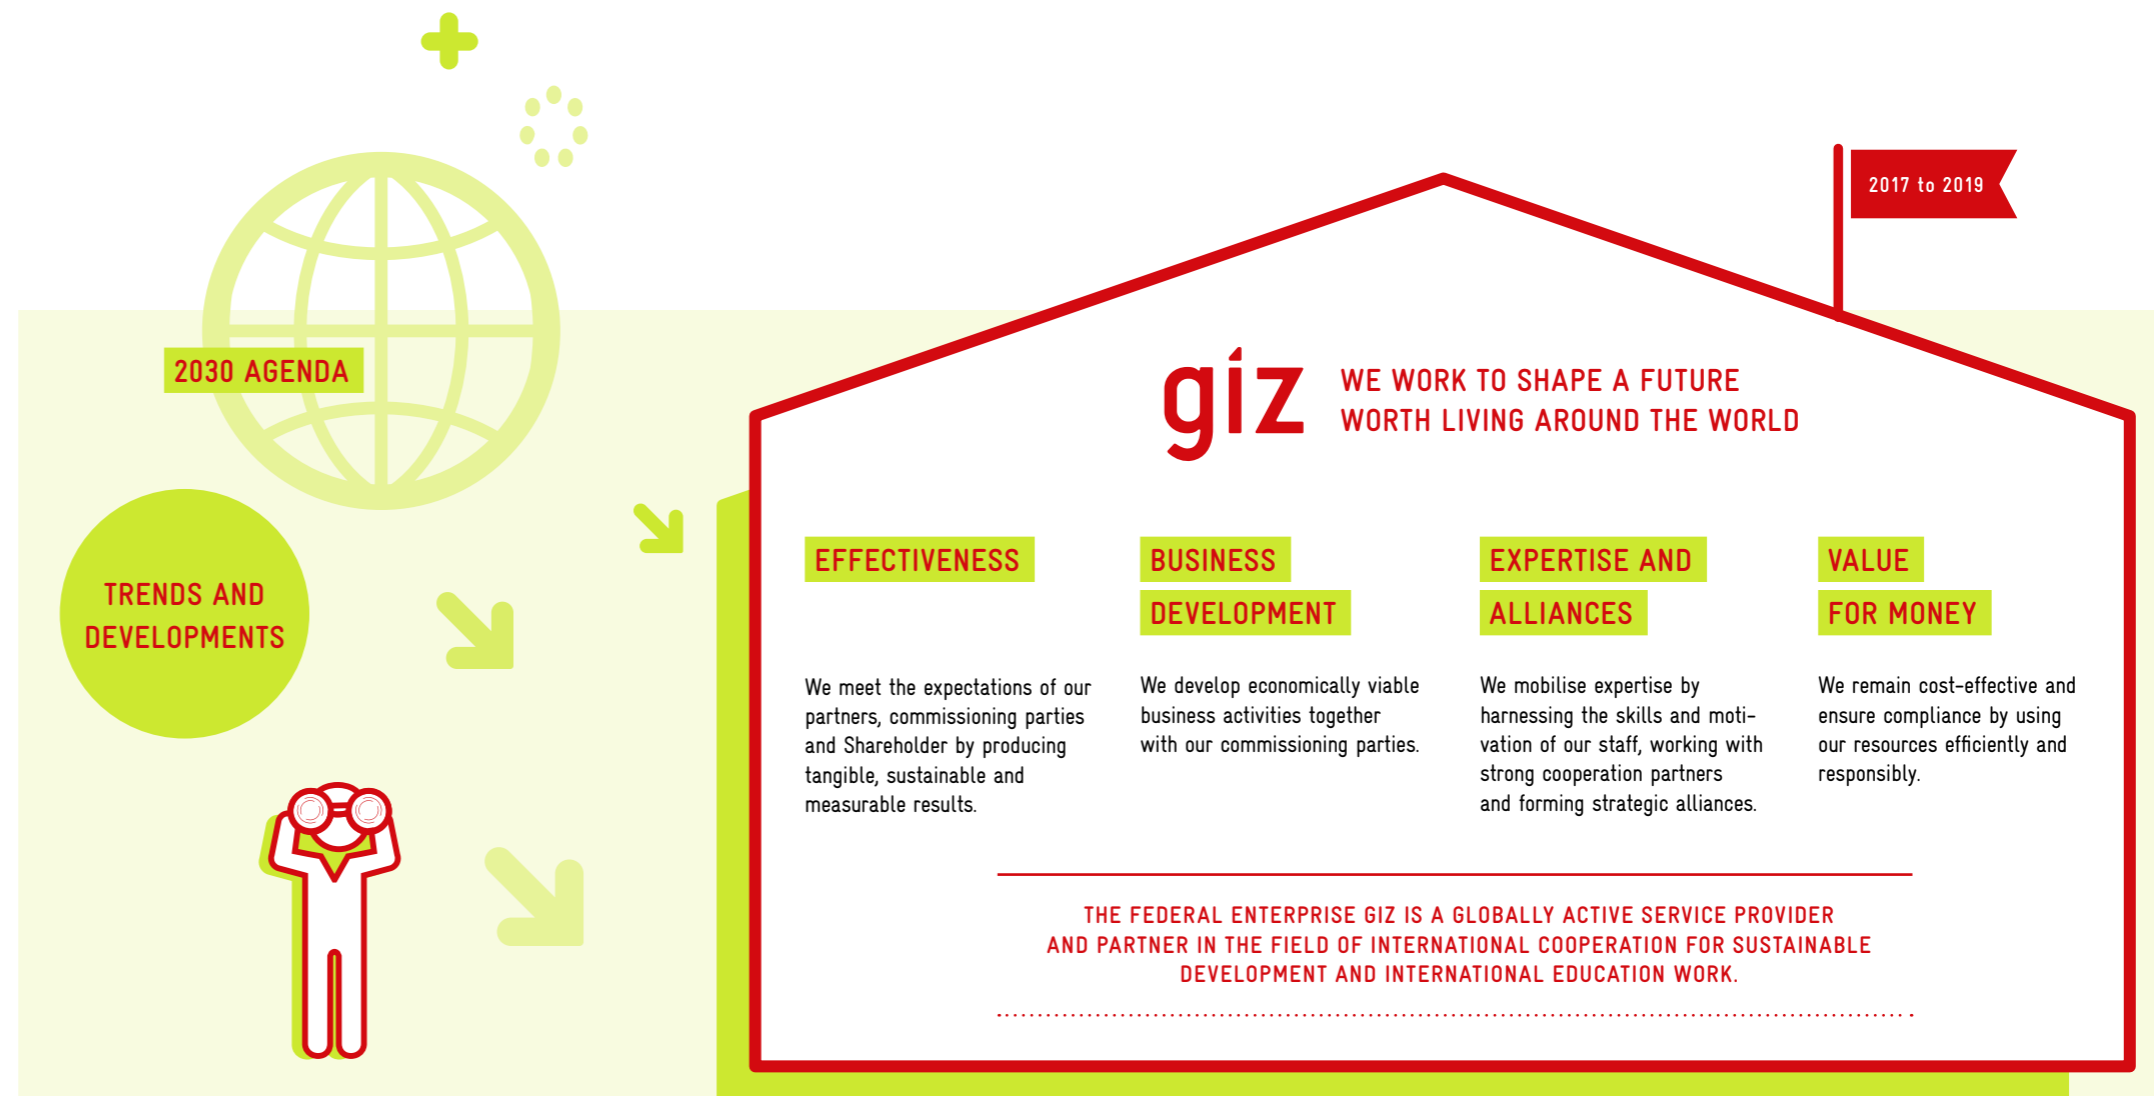 2017 to 2019
2030 AGENDA
TRENDS AND
DEVELOPMENTS
giz
WE WORK TO SHAPE A FUTURE
WORTH LIVING AROUND THE WORLD
EFFECTIVENESS
We meet the expectations of our
partners, commissioning parties
and Shareholder by producing
tangible, sustainable and
measurable results.
BUSINESS
DEVELOPMENT
We develop economically viable
business activities together
with our commissioning parties.
EXPERTISE AND
ALLIANCES
We mobilise expertise by
harnessing the skills and moti-
vation of our staff, working with
strong cooperation partners
and forming strategic alliances.
VALUE
FOR MONEY
We remain cost-effective and
ensure compliance by using
our resources efficiently and
responsibly.
THE FEDERAL ENTERPRISE GIZ IS A GLOBALLY ACTIVE SERVICE PROVIDER
AND PARTNER IN THE FIELD OF INTERNATIONAL COOPERATION FOR SUSTAINABLE
DEVELOPMENT AND INTERNATIONAL EDUCATION WORK.